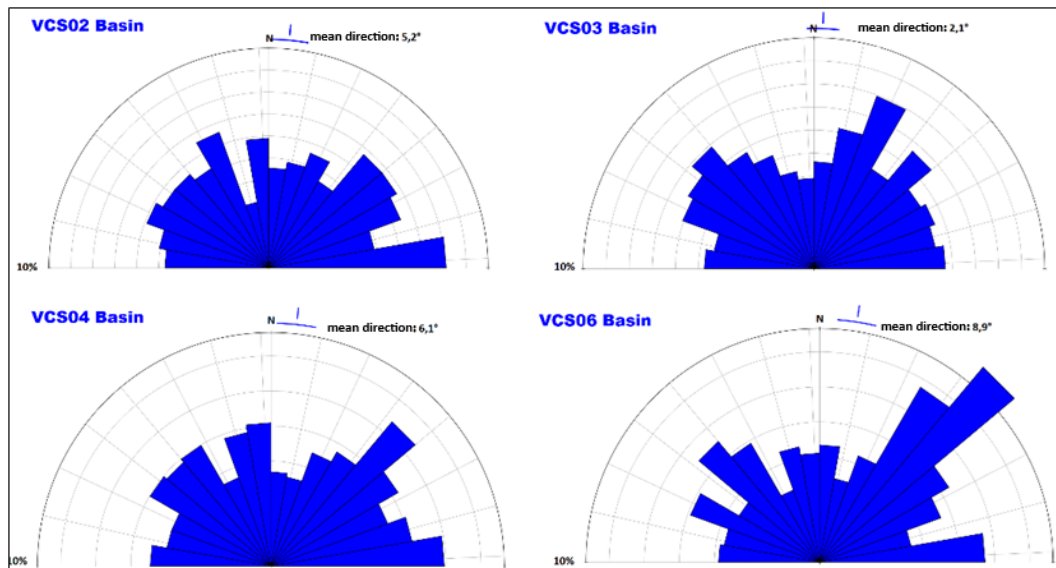 VCS02 Basin
N
mean direction: 5,2°
10%
VCS03 Basin
N
mean direction: 2,1°
10%
VCS04 Basin
N
mean direction: 6,1°
10%
VCS06 Basin
N
mean direction: 8,9°
10%